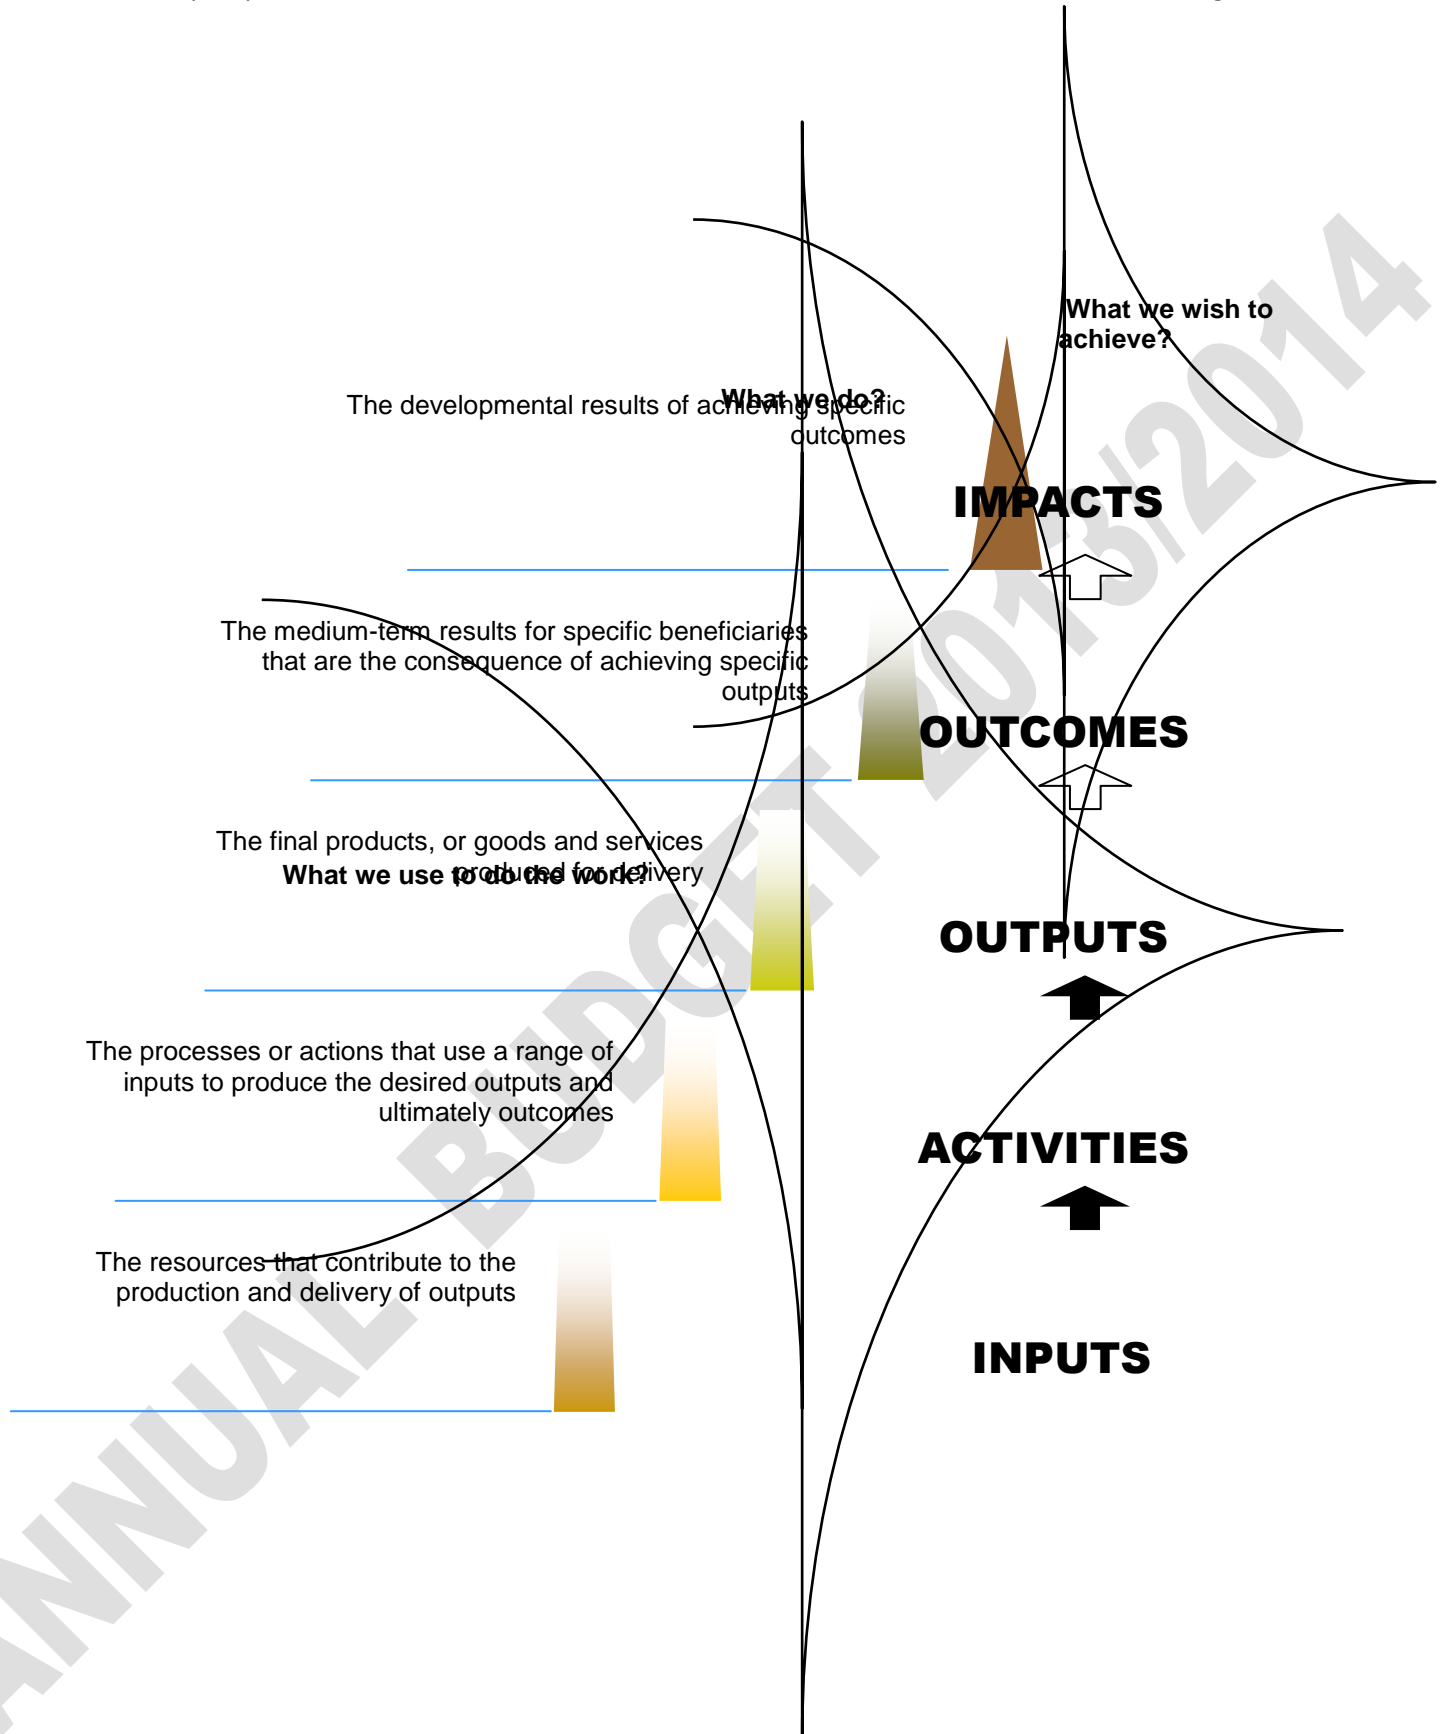 What we wish to
achieve?
What we do?
The developmental results of achieving specific
outcomes
IMPACTS
The medium-term results for specific beneficiaries
that are the consequence of achieving specific
outputs
OUTCOMES
The final products, or goods and services
produced for delivery
What we use to do the work?
OUTPUTS
The processes or actions that use a range of
inputs to produce the desired outputs and
ultimately outcomes
ACTIVITIES
The resources that contribute to the
production and delivery of outputs
INPUTS
ANNUAL BUDGET 2013/2014